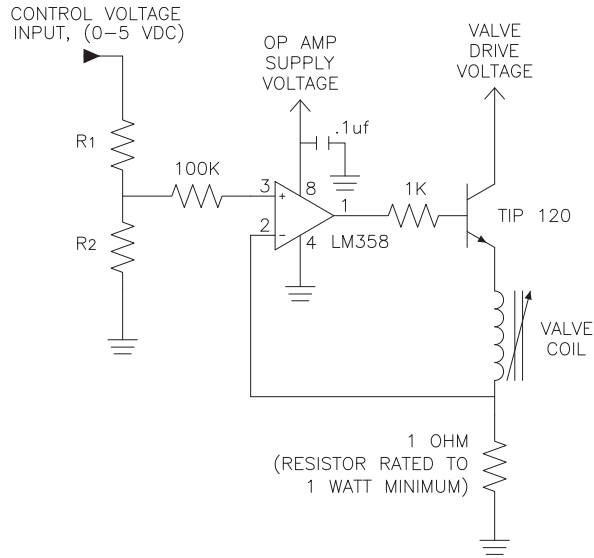 CONTROL VOLTAGE
INPUT, (0-5 VDC)
OP AMP
SUPPLY
VOLTAGE
VALVE
DRIVE
VOLTAGE
.1uf
R1
100K
3
+
8
1
1K
TIP 120
2
-
4
LM358
R2
VALVE
COIL
1 OHM
(RESISTOR RATED TO
1 WATT MINIMUM)